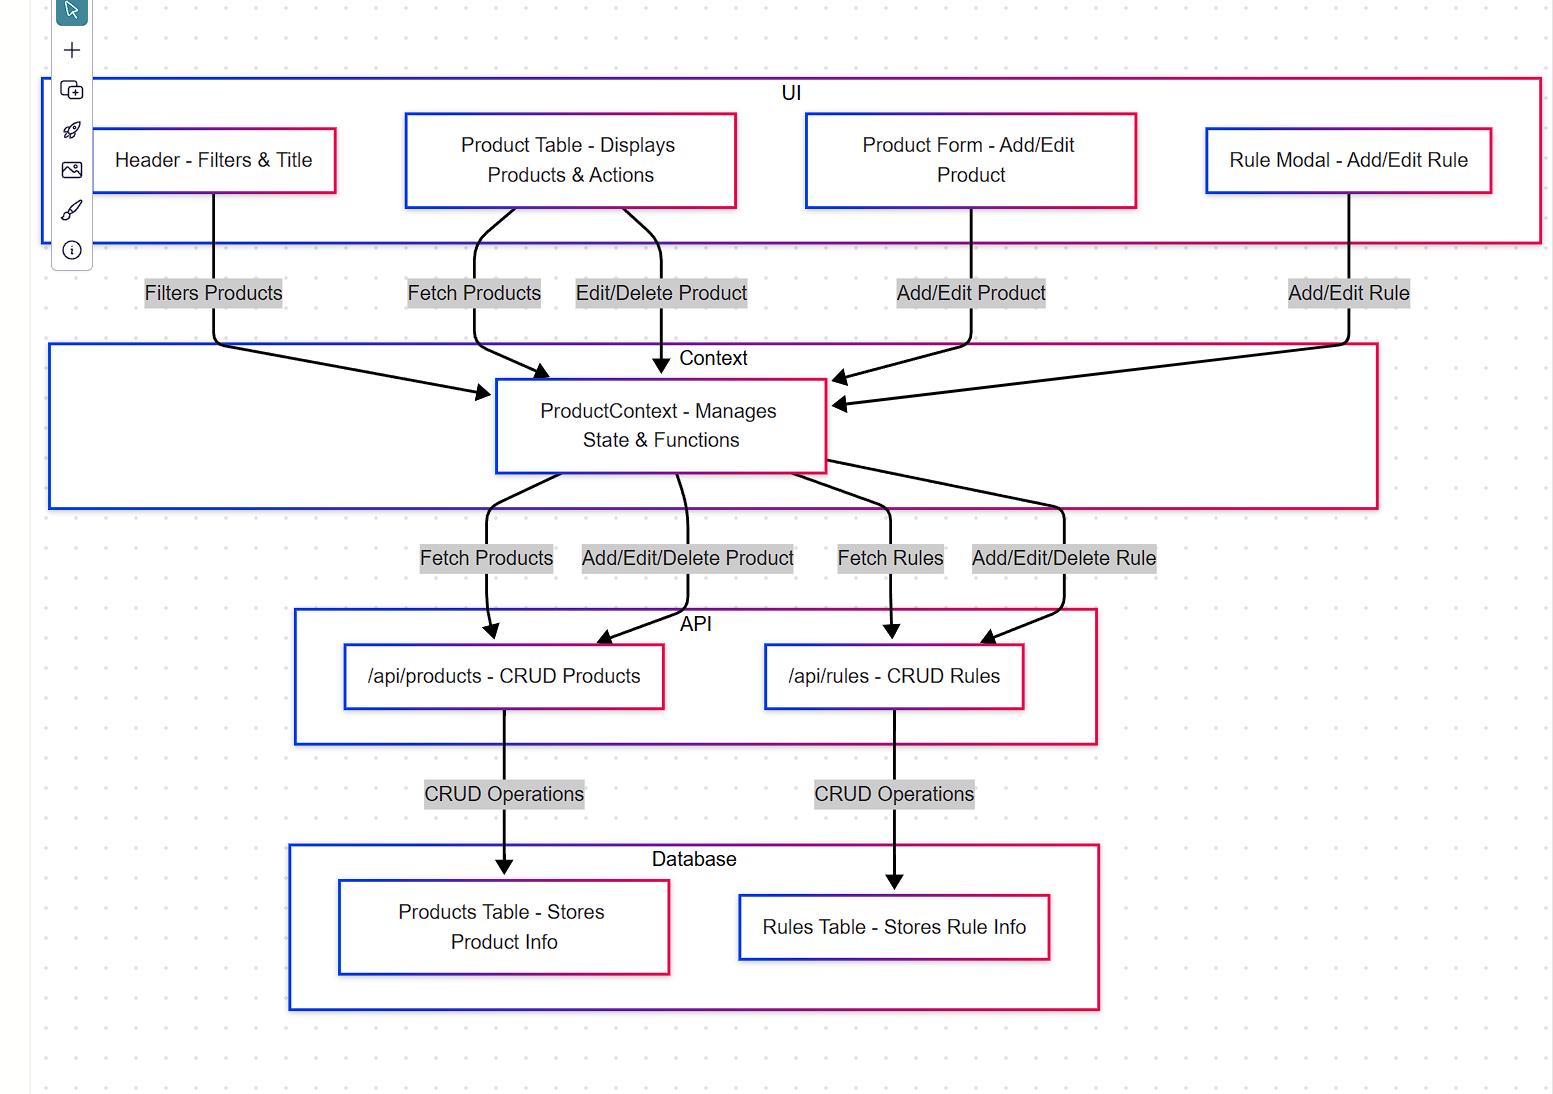 UI
Header - Filters & Title
Product Table - Displays
Products & Actions
Product Form - Add/Edit
Product
Rule Modal - Add/Edit Rule
Filters Products
Fetch Products
Edit/Delete Product
Add/Edit Product
Add/Edit Rule
Context
ProductContext - Manages
State & Functions
Fetch Products
Add/Edit/Delete Product
Fetch Rules
Add/Edit/Delete Rule
API
/api/products - CRUD Products
/api/rules - CRUD Rules
CRUD Operations
CRUD Operations
Database
Products Table - Stores
Product Info
Rules Table - Stores Rule Info